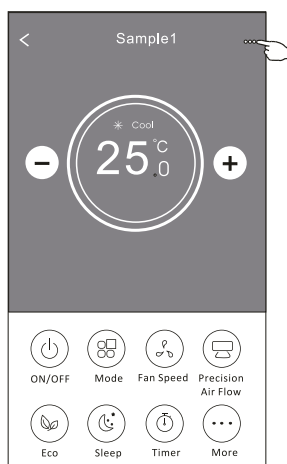 Sample1
Cool
25.0 °C
ON/OFF
Mode
Fan Speed
Precision
Air Flow
Eco
Sleep
Timer
More